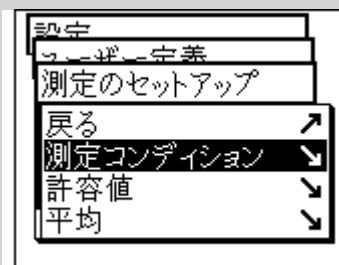 設定
ユーザー定義
測定のセットアップ
戻る
測定コンディション
許容値
平均